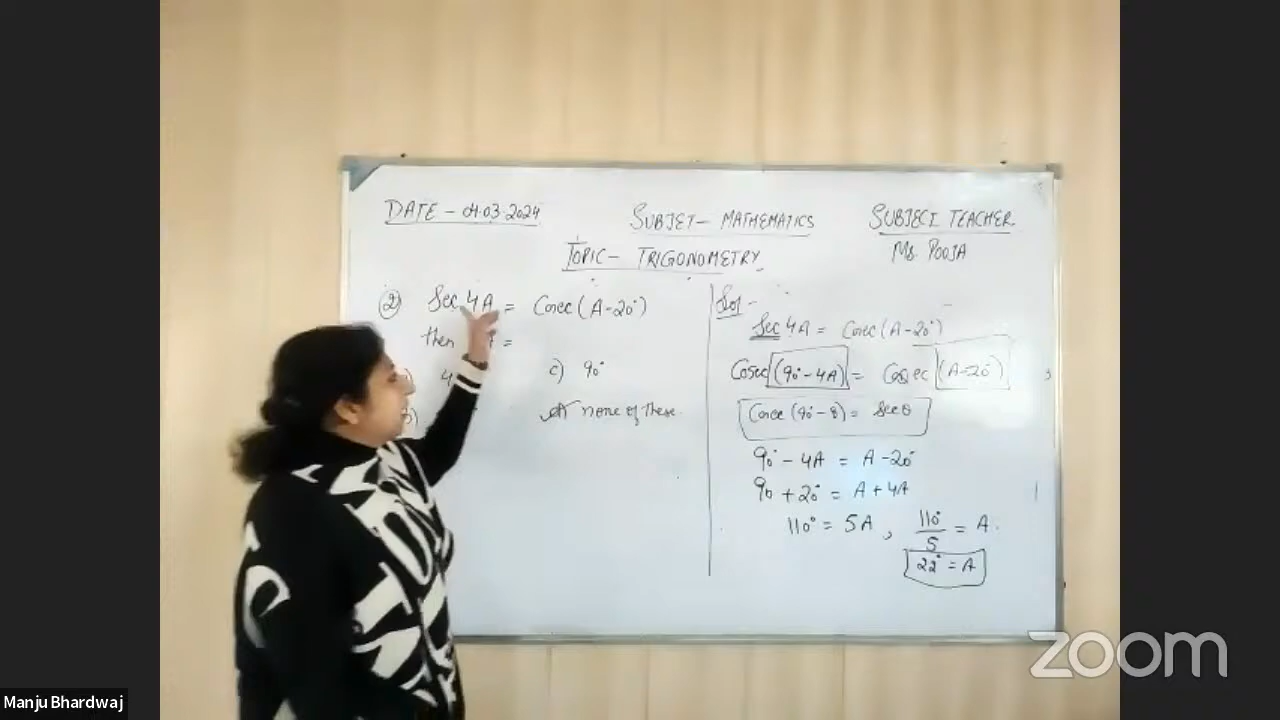 DATE - 04.03.2024
SUBJET- MATHEMATICS
SUBJECT TEACHER
Ms. POOJA
TOPIC- TRIGONOMETRY
2) Sec 4A = Cosec (A-20°)
then =
4
c) 90°
none of these.
Sol -
Sec 4A = Cosec (A-20°)
Cosec (90°-4A) = Cosec (A-20°)
Cosec (90°-θ) = Secθ
90° - 4A = A-20°
90 + 20° = A + 4A
110° = 5A , 110°/5 = A.
22° = A
zoom
Manju Bhardwaj